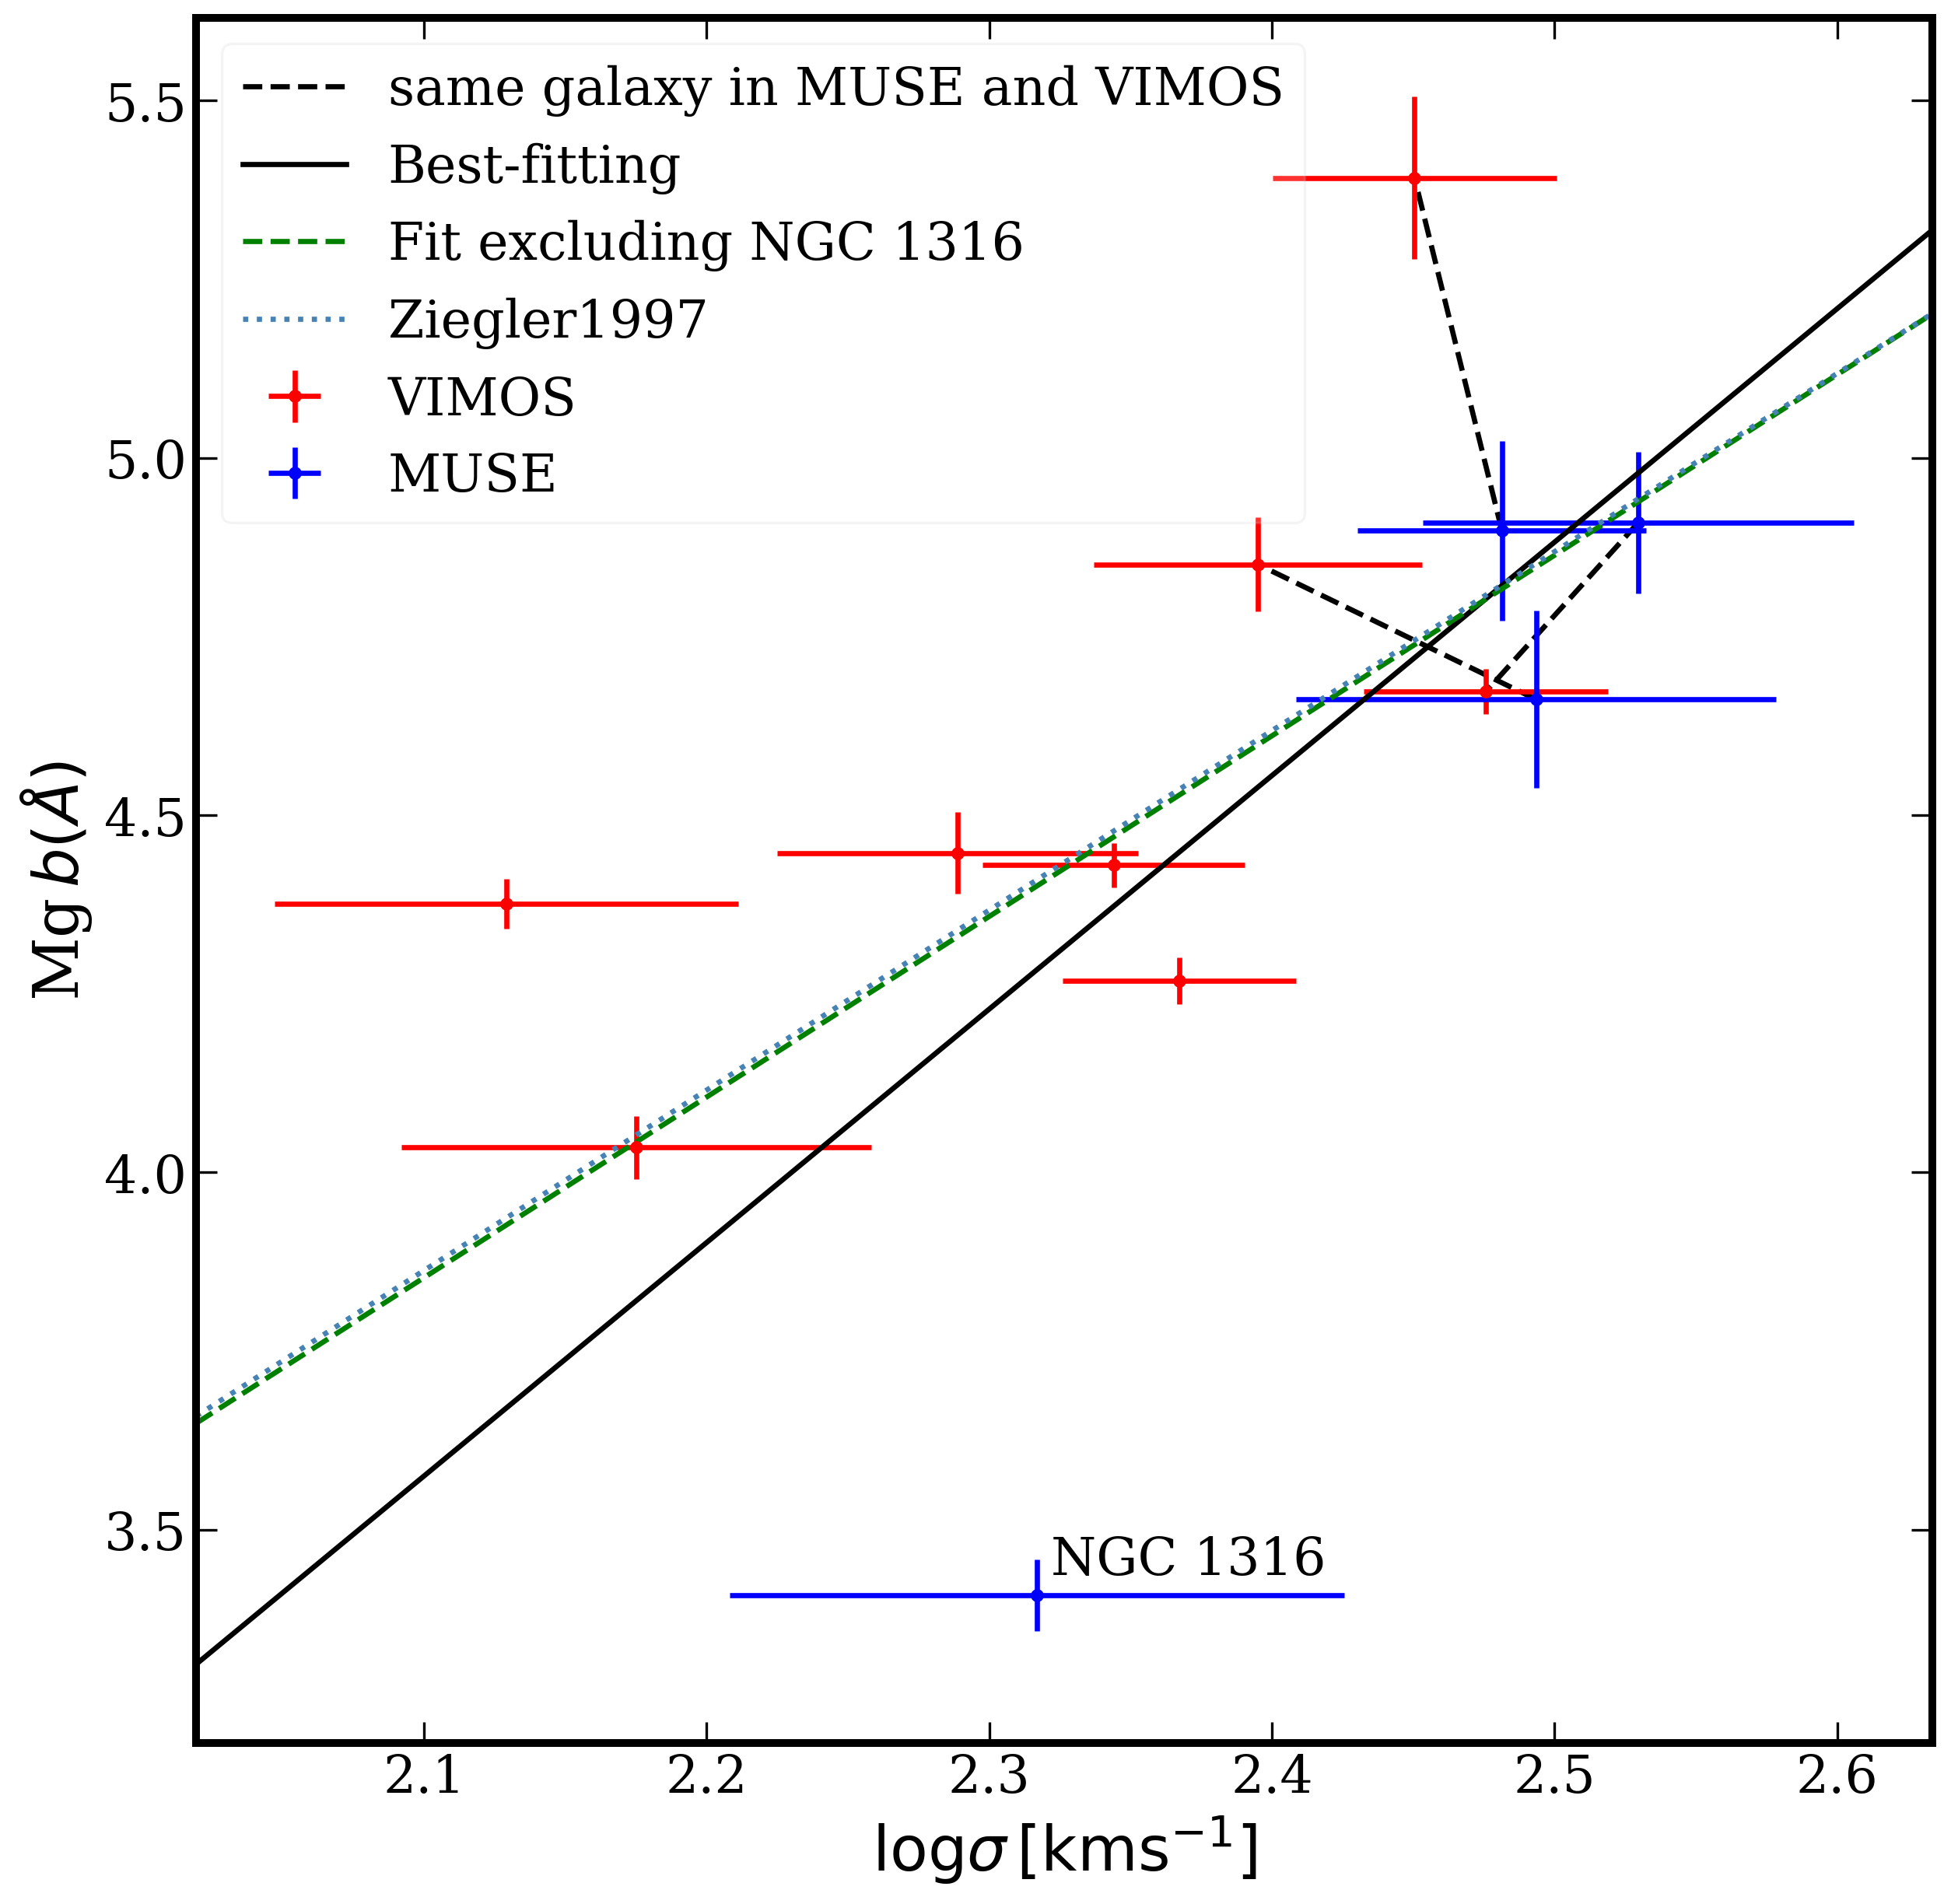 same galaxy in MUSE and VIMOS
Best-fitting
Fit excluding NGC 1316
Ziegler1997
VIMOS
MUSE
5.5
5.0
4.5
4.0
3.5
Mg b(Å)
NGC 1316
2.1 2.2 2.3 2.4 2.5 2.6
logσ [kms⁻¹]